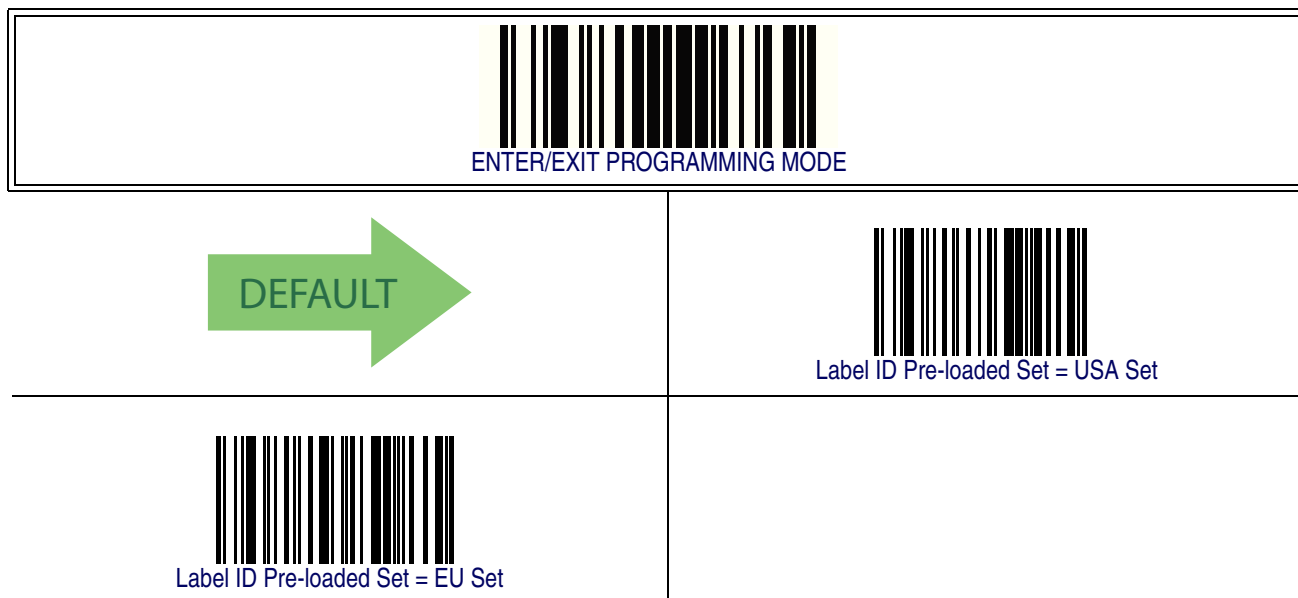 ENTER/EXIT PROGRAMMING MODE
DEFAULT
Label ID Pre-loaded Set = USA Set
Label ID Pre-loaded Set = EU Set